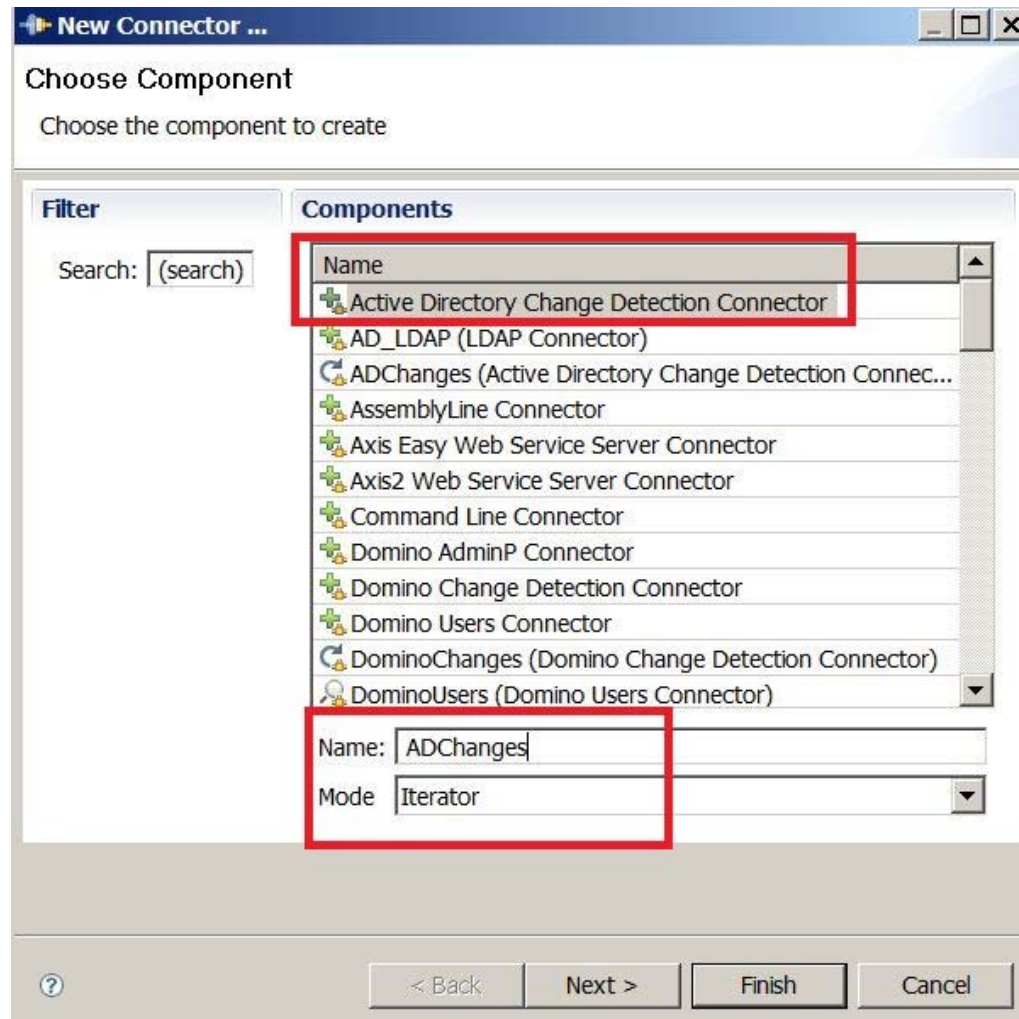 New Connector ...
Choose Component
Choose the component to create
Filter
Components
Search: (search)
Name
Active Directory Change Detection Connector
AD_LDAP (LDAP Connector)
ADChanges (Active Directory Change Detection Connec...
AssemblyLine Connector
Axis Easy Web Service Server Connector
Axis2 Web Service Server Connector
Command Line Connector
Domino AdminP Connector
Domino Change Detection Connector
Domino Users Connector
DominoChanges (Domino Change Detection Connector)
DominoUsers (Domino Users Connector)
Name: ADChanges
Mode Iterator
? < Back Next > Finish Cancel